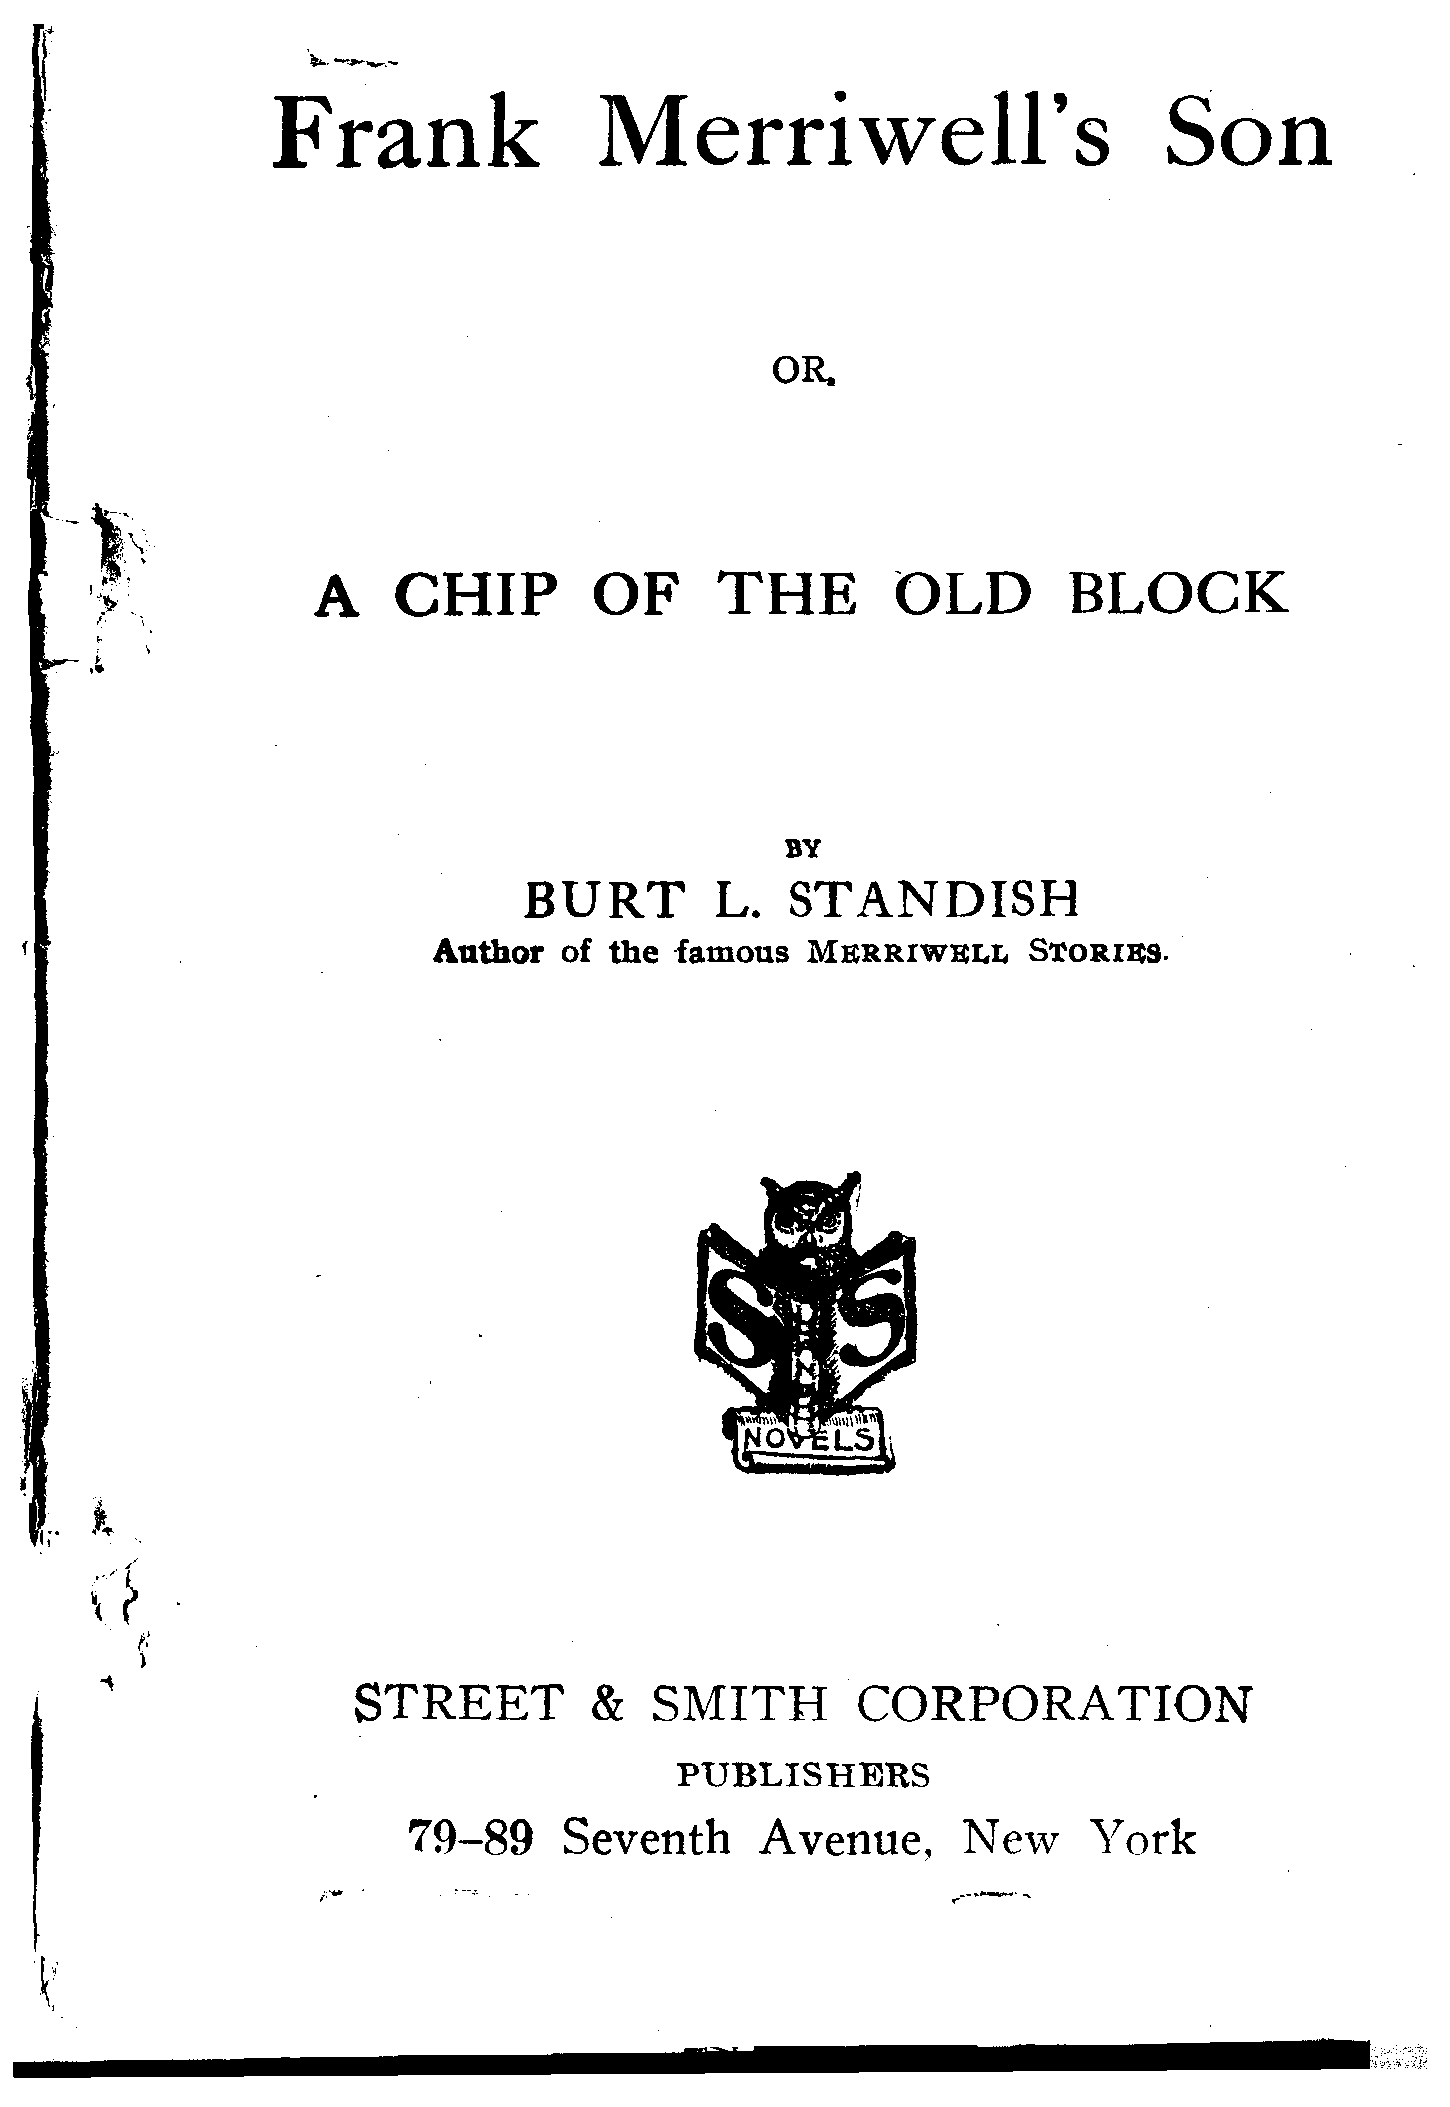 Frank Merriwell's Son
OR,
A CHIP OF THE OLD BLOCK
BY
BURT L. STANDISH
Author of the famous MERRIWELL STORIES.
S S
NOVELS
STREET & SMITH CORPORATION
PUBLISHERS
79–89 Seventh Avenue, New York